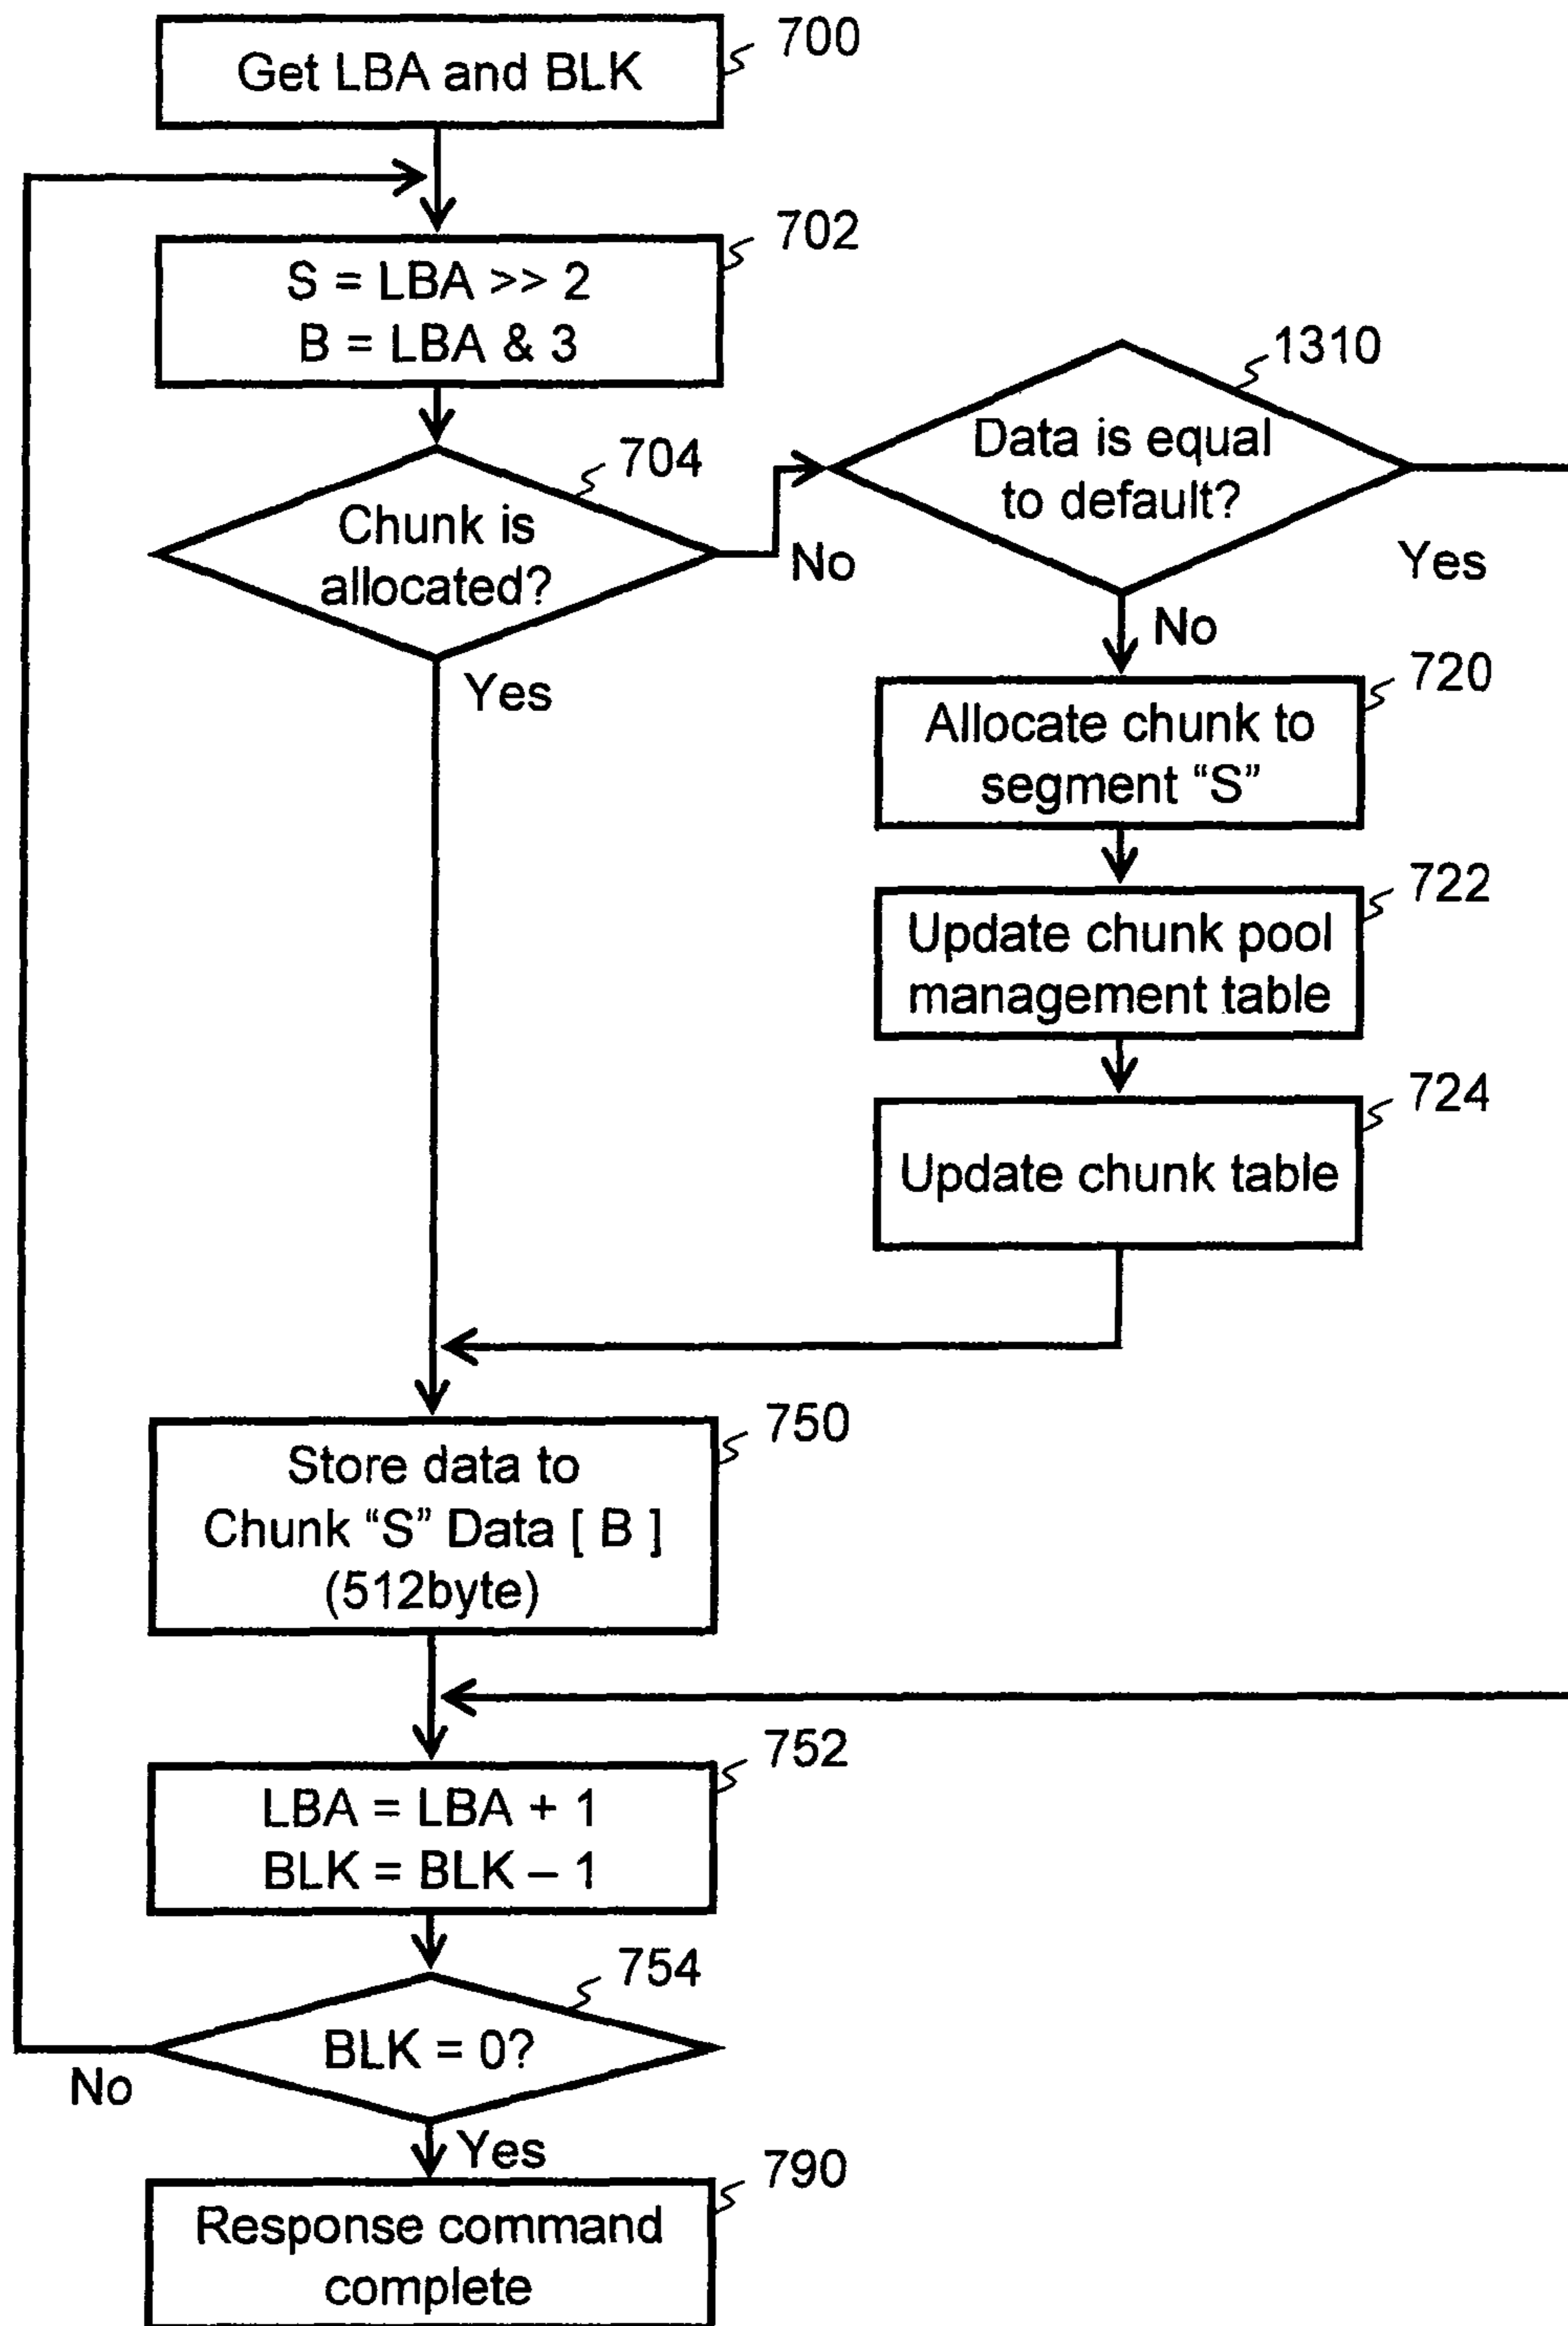 Get LBA and BLK
700
S = LBA >> 2
B = LBA & 3
702
Chunk is
allocated?
704
No
Yes
Data is equal
to default?
1310
Yes
No
Allocate chunk to
segment “S”
720
Update chunk pool
management table
722
Update chunk table
724
Store data to
Chunk “S” Data [ B ]
(512byte)
750
LBA = LBA + 1
BLK = BLK – 1
752
BLK = 0?
754
No
Yes
Response command
complete
790